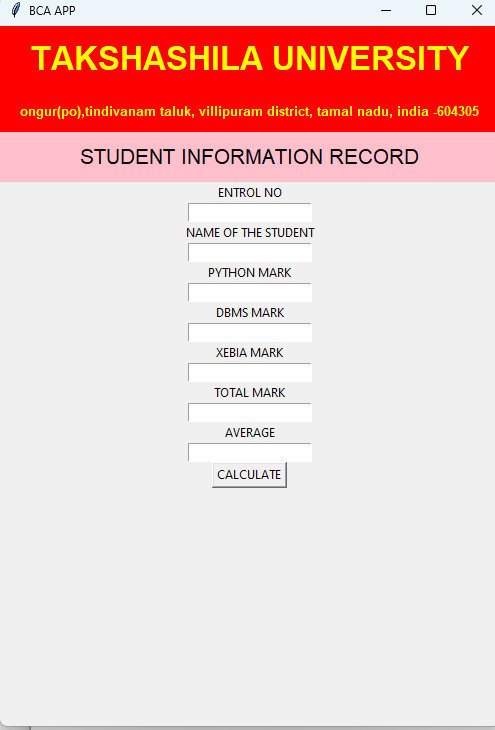 BCA APP
TAKSHASHILA UNIVERSITY
ongur(po),tindivanam taluk, villipuram district, tamal nadu, india -604305
STUDENT INFORMATION RECORD
ENTROL NO
NAME OF THE STUDENT
PYTHON MARK
DBMS MARK
XEBIA MARK
TOTAL MARK
AVERAGE
CALCULATE